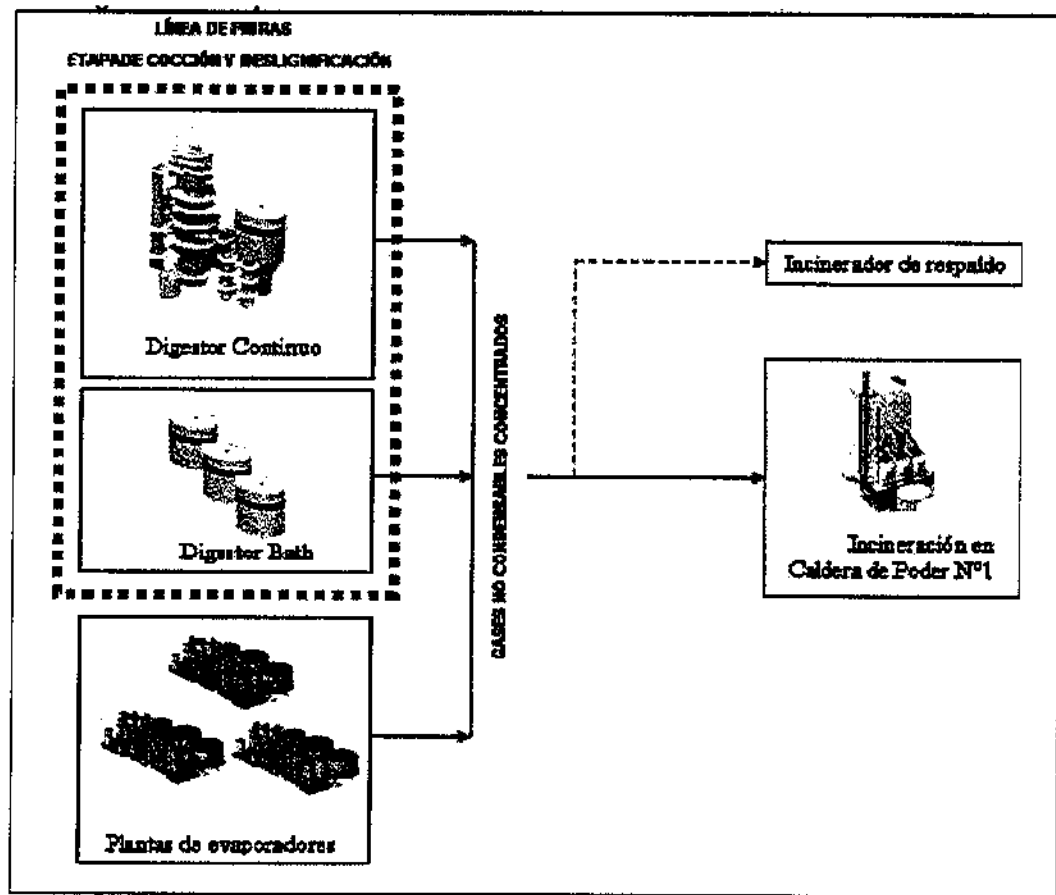 LÍNEA DE FIBRAS
ETAPA DE COCCIÓN Y DESLIGNIFICACIÓN
Digestor Continuo
Digestor Bath
Plantas de evaporadores
GASES NO CONDENSABLES CONCENTRADOS
Incinerador de respaldo
Incineración en
Caldera de Poder N°1